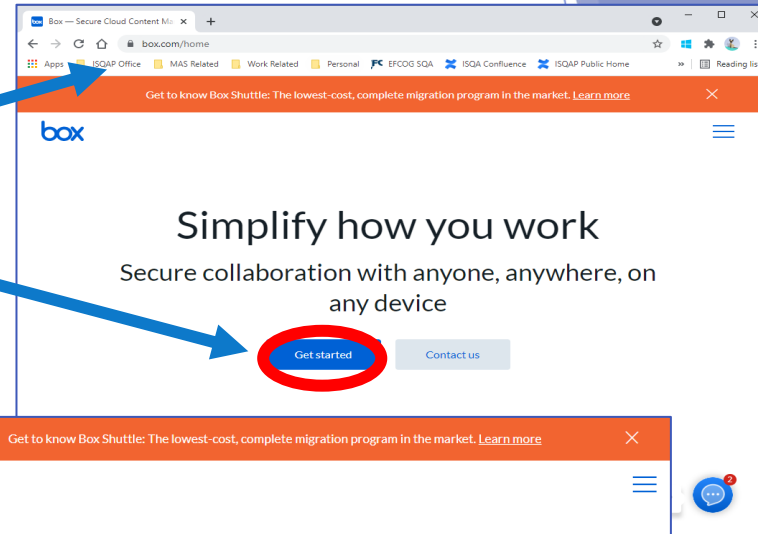 Box — Secure Cloud Content Ma
box.com/home
Apps ISQAP Office MAS Related Work Related Personal EFCOG SQA ISQA Confluence ISQAP Public Home » Reading lis
Get to know Box Shuttle: The lowest-cost, complete migration program in the market. Learn more
box
Simplify how you work
Secure collaboration with anyone, anywhere, on
any device
Get started Contact us
Get to know Box Shuttle: The lowest-cost, complete migration program in the market. Learn more
2